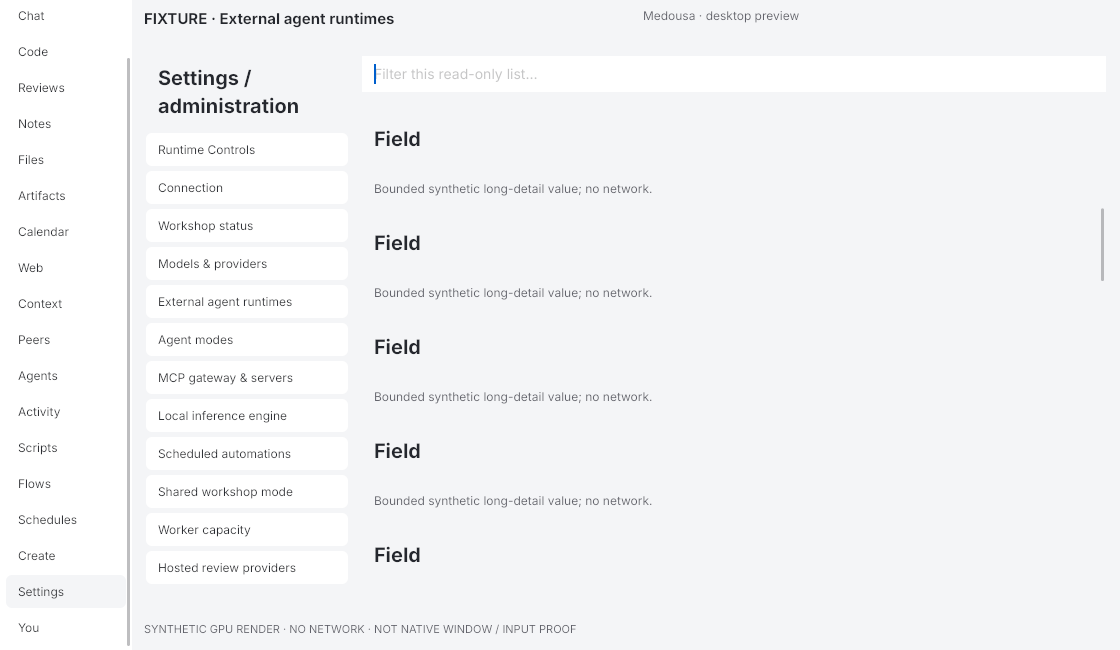 Chat
Code
Reviews
Notes
Files
Artifacts
Calendar
Web
Context
Peers
Agents
Activity
Scripts
Flows
Schedules
Create
Settings
You
FIXTURE · External agent runtimes
Medousa · desktop preview
Settings /
administration
Runtime Controls
Connection
Workshop status
Models & providers
External agent runtimes
Agent modes
MCP gateway & servers
Local inference engine
Scheduled automations
Shared workshop mode
Worker capacity
Hosted review providers
Filter this read-only list...
Field
Bounded synthetic long-detail value; no network.
Field
Bounded synthetic long-detail value; no network.
Field
Bounded synthetic long-detail value; no network.
Field
Bounded synthetic long-detail value; no network.
Field
SYNTHETIC GPU RENDER · NO NETWORK · NOT NATIVE WINDOW / INPUT PROOF